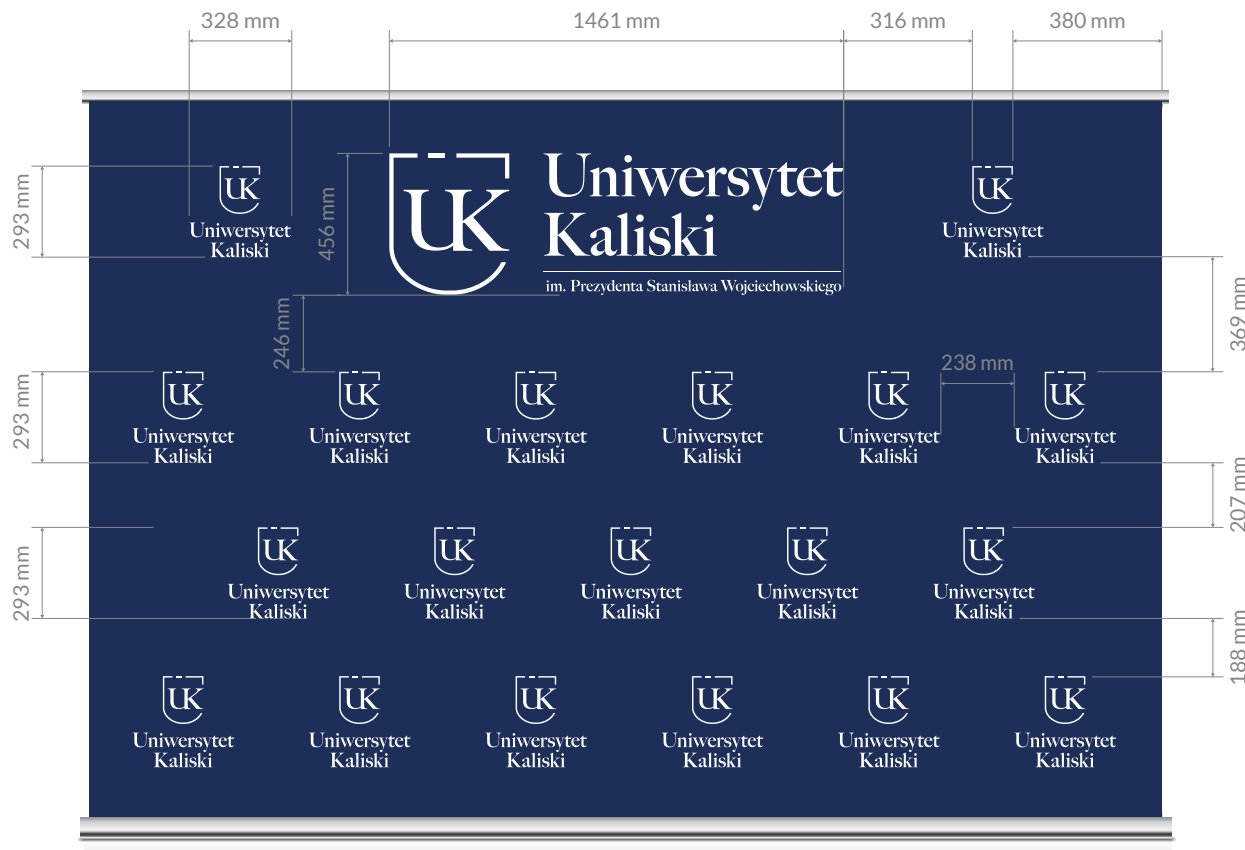 328 mm
1461 mm
316 mm
380 mm
293 mm
456 mm
UK
Uniwersytet
Kaliski
UK
Uniwersytet
Kaliski
im. Prezydenta Stanisława Wojciechowskiego
UK
Uniwersytet
Kaliski
246 mm
369 mm
238 mm
293 mm
UK UK UK UK UK UK
Uniwersytet Uniwersytet Uniwersytet Uniwersytet Uniwersytet Uniwersytet
Kaliski Kaliski Kaliski Kaliski Kaliski Kaliski
207 mm
293 mm
UK UK UK UK UK
Uniwersytet Uniwersytet Uniwersytet Uniwersytet Uniwersytet
Kaliski Kaliski Kaliski Kaliski Kaliski
188 mm
UK UK UK UK UK UK
Uniwersytet Uniwersytet Uniwersytet Uniwersytet Uniwersytet Uniwersytet
Kaliski Kaliski Kaliski Kaliski Kaliski Kaliski